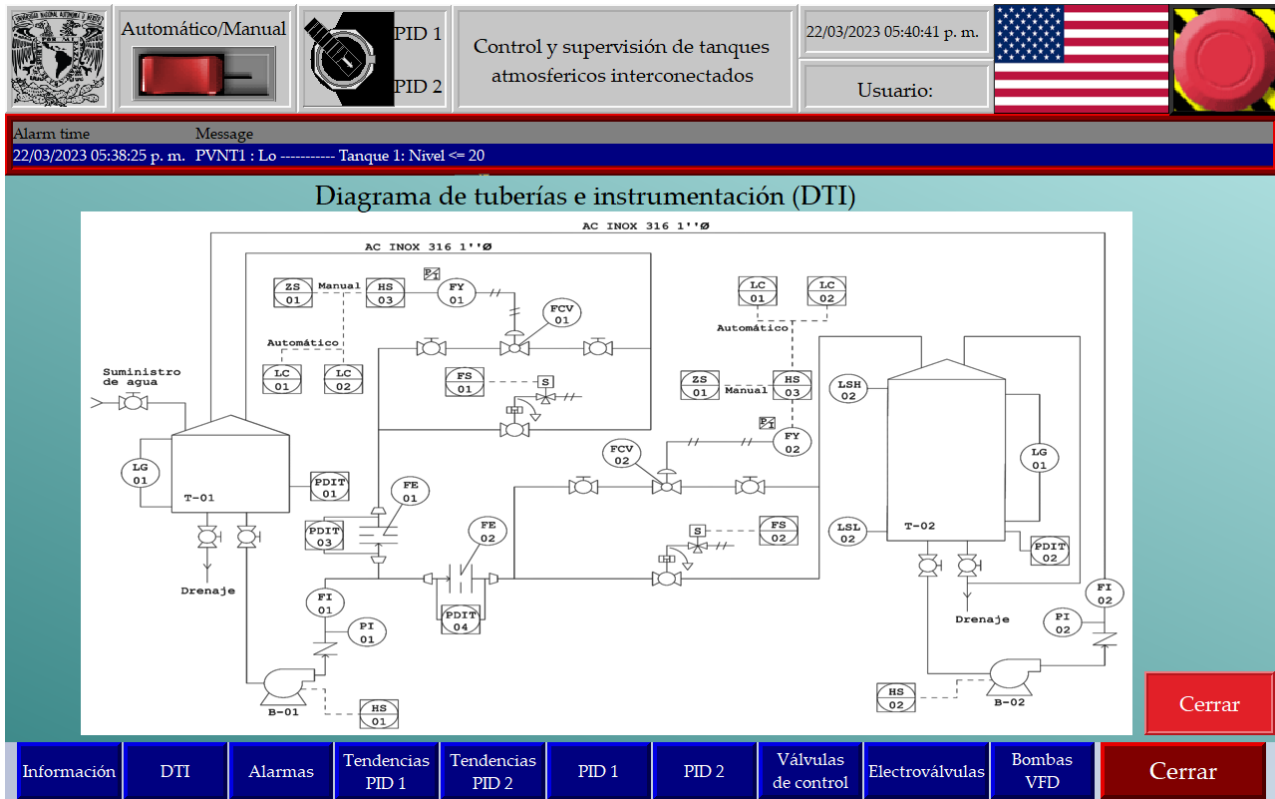 Automático/Manual
PID 1
PID 2
Control y supervisión de tanques
atmosfericos interconectados
22/03/2023 05:40:41 p. m.
Usuario:
Alarm time Message
22/03/2023 05:38:25 p. m. PVNT1 : Lo ----------- Tanque 1: Nivel <= 20
Diagrama de tuberías e instrumentación (DTI)
AC INOX 316 1''Ø
AC INOX 316 1''Ø
ZS
01
Manual
HS
03
P/I
FY
01
FCV
01
Automático
LC
01
LC
02
FS
01
S
Suministro
de agua
LG
01
T-01
PDIT
01
PDIT
03
FE
01
Drenaje
FI
01
PI
01
B-01
HS
01
FE
02
PDIT
04
LC
01
LC
02
Automático
ZS
01
Manual
HS
03
P/I
FY
02
FCV
02
S
FS
02
LSH
02
LSL
02
T-02
LG
01
PDIT
02
Drenaje
FI
02
PI
02
HS
02
B-02
Cerrar
Información
DTI
Alarmas
Tendencias
PID 1
Tendencias
PID 2
PID 1
PID 2
Válvulas
de control
Electroválvulas
Bombas
VFD
Cerrar